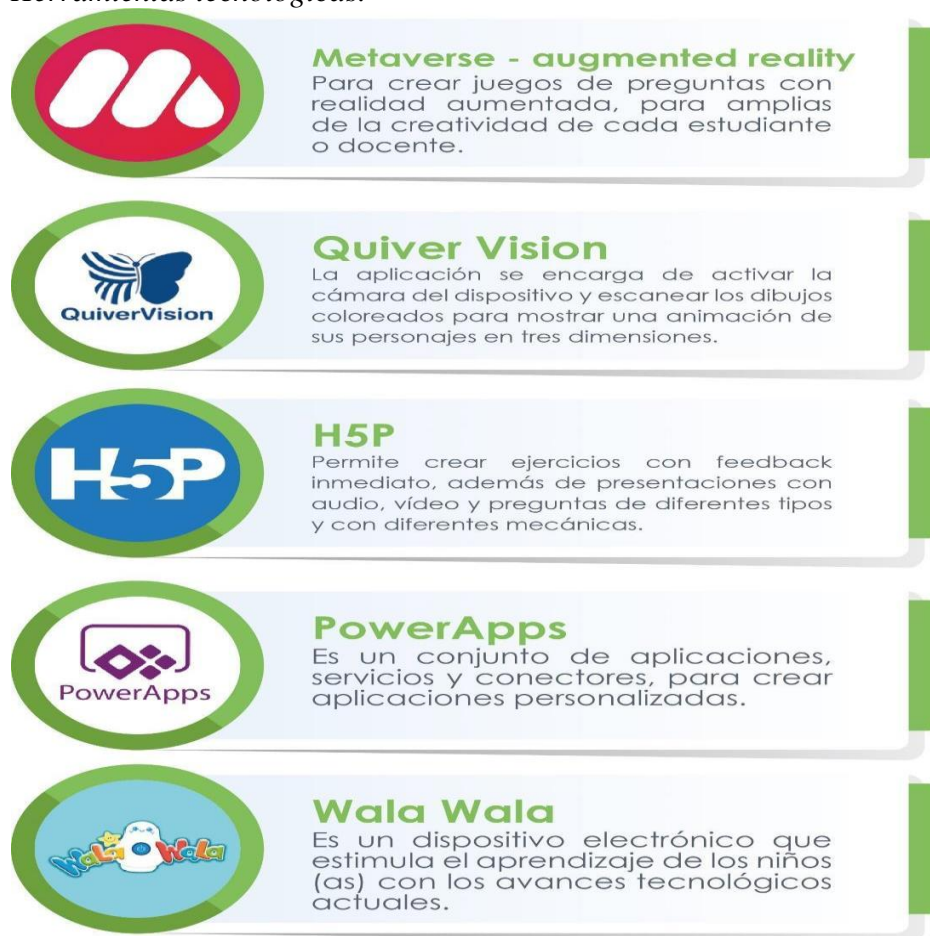 Herramientas tecnológicas.
Metaverse - augmented reality
Para crear juegos de preguntas con
realidad aumentada, para amplias
de la creatividad de cada estudiante
o docente.
Quiver Vision
La aplicación se encarga de activar la
cámara del dispositivo y escanear los dibujos
coloreados para mostrar una animación de
sus personajes en tres dimensiones.
QuiverVision
H5P
Permite crear ejercicios con feedback
inmediato, además de presentaciones con
audio, vídeo y preguntas de diferentes tipos
y con diferentes mecánicas.
H5P
PowerApps
Es un conjunto de aplicaciones,
servicios y conectores, para crear
aplicaciones personalizadas.
PowerApps
Wala Wala
Es un dispositivo electrónico que
estimula el aprendizaje de los niños
(as) con los avances tecnológicos
actuales.
Wala Wala